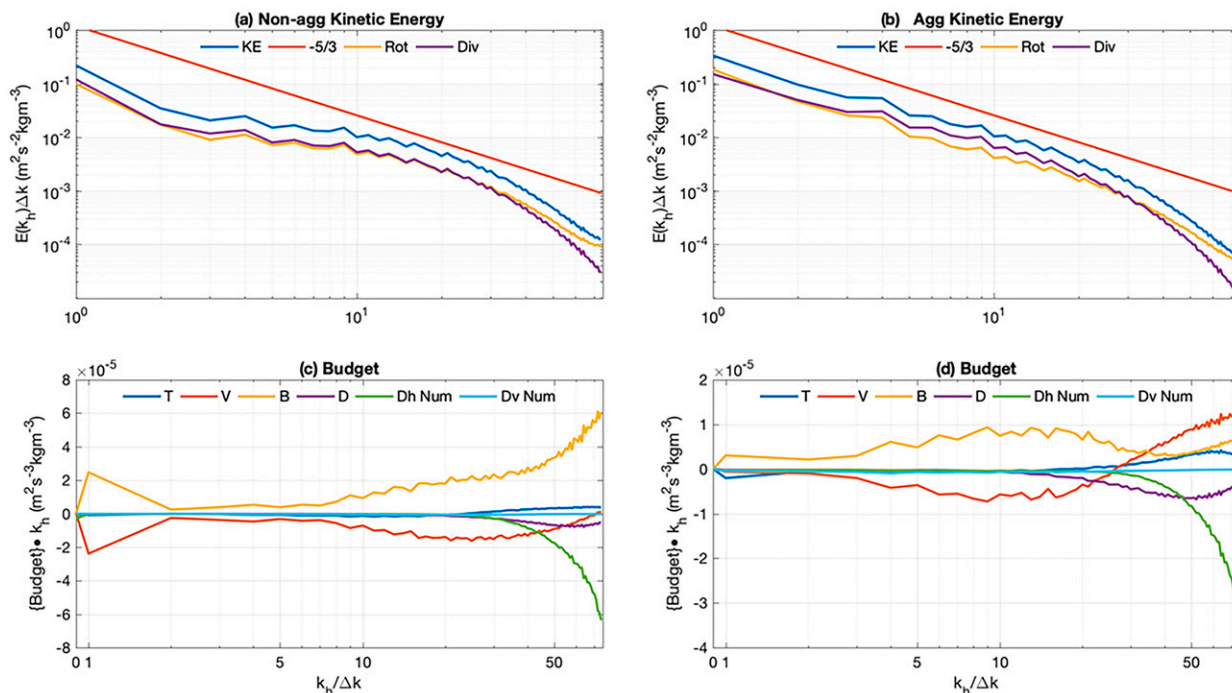 (a) Non-agg Kinetic Energy
KE -5/3 Rot Div
10^0
10^-1
10^-2
10^-3
10^-4
E(k_h)Δk (m²s⁻²kgm⁻³)
10^0 10^1
(b) Agg Kinetic Energy
KE -5/3 Rot Div
10^0
10^-1
10^-2
10^-3
10^-4
E(k_h)Δk (m²s⁻²kgm⁻³)
10^0 10^1
×10^-5 (c) Budget
T V B D Dh Num Dv Num
8
6
4
2
0
-2
-4
-6
-8
{Budget}• k_h (m²s⁻³kgm⁻³)
0 1 5 10 50
k_h/Δk
×10^-5 (d) Budget
T V B D Dh Num Dv Num
2
1
0
-1
-2
-3
-4
{Budget}• k_h (m²s⁻³kgm⁻³)
0 1 5 10 50
k_h/Δk